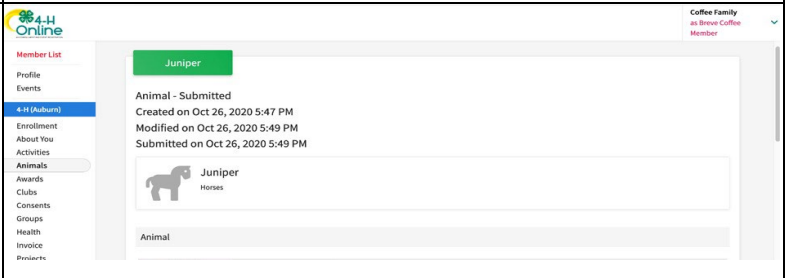 4-H
Online
Coffee Family
as Breve Coffee
Member
Member List
Profile
Events
4-H (Auburn)
Enrollment
About You
Activities
Animals
Awards
Clubs
Consents
Groups
Health
Invoice
Projects
Juniper
Animal - Submitted
Created on Oct 26, 2020 5:47 PM
Modified on Oct 26, 2020 5:49 PM
Submitted on Oct 26, 2020 5:49 PM
Juniper
Horses
Animal